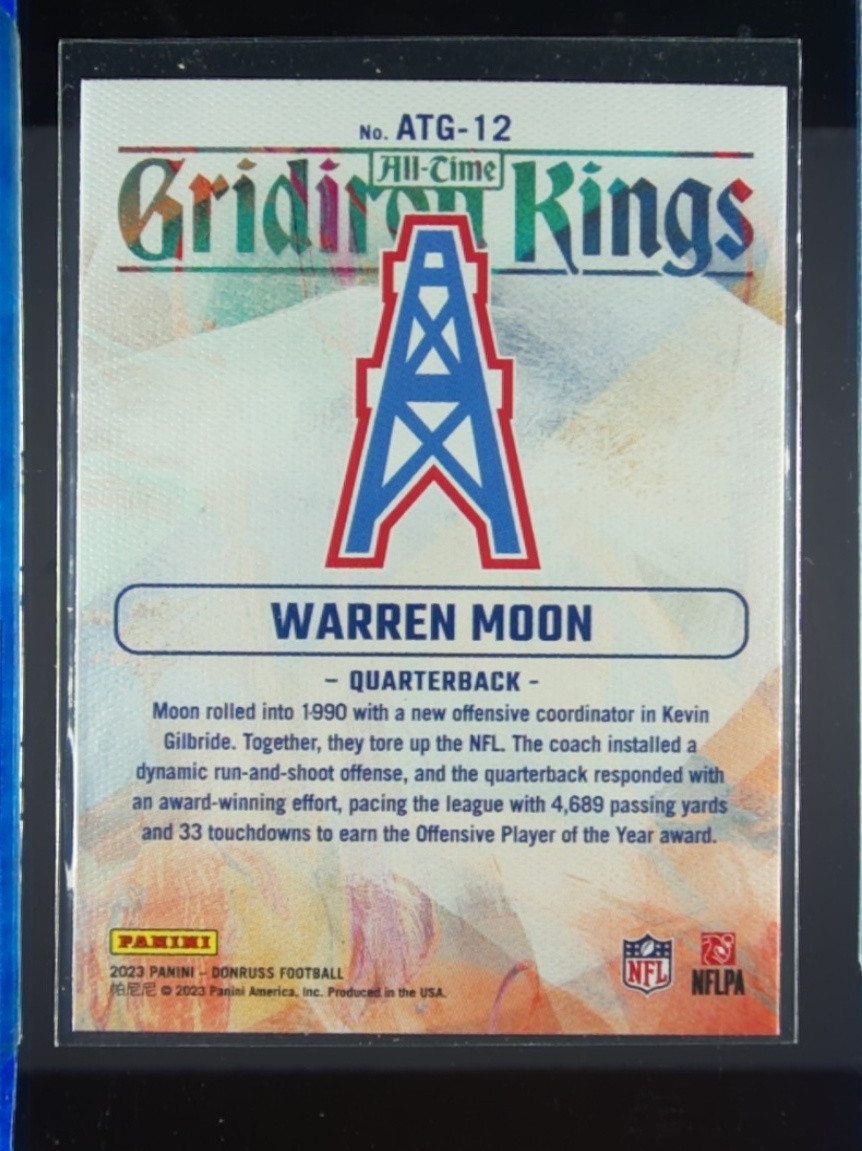 No. ATG-12
All-Time
Gridiron Kings
WARREN MOON
- QUARTERBACK -
Moon rolled into 1990 with a new offensive coordinator in Kevin
Gilbride. Together, they tore up the NFL. The coach installed a
dynamic run-and-shoot offense, and the quarterback responded with
an award-winning effort, pacing the league with 4,689 passing yards
and 33 touchdowns to earn the Offensive Player of the Year award.
PANINI
2023 PANINI – DONRUSS FOOTBALL
帕尼尼 © 2023 Panini America, Inc. Produced in the USA.
NFL
NFLPA